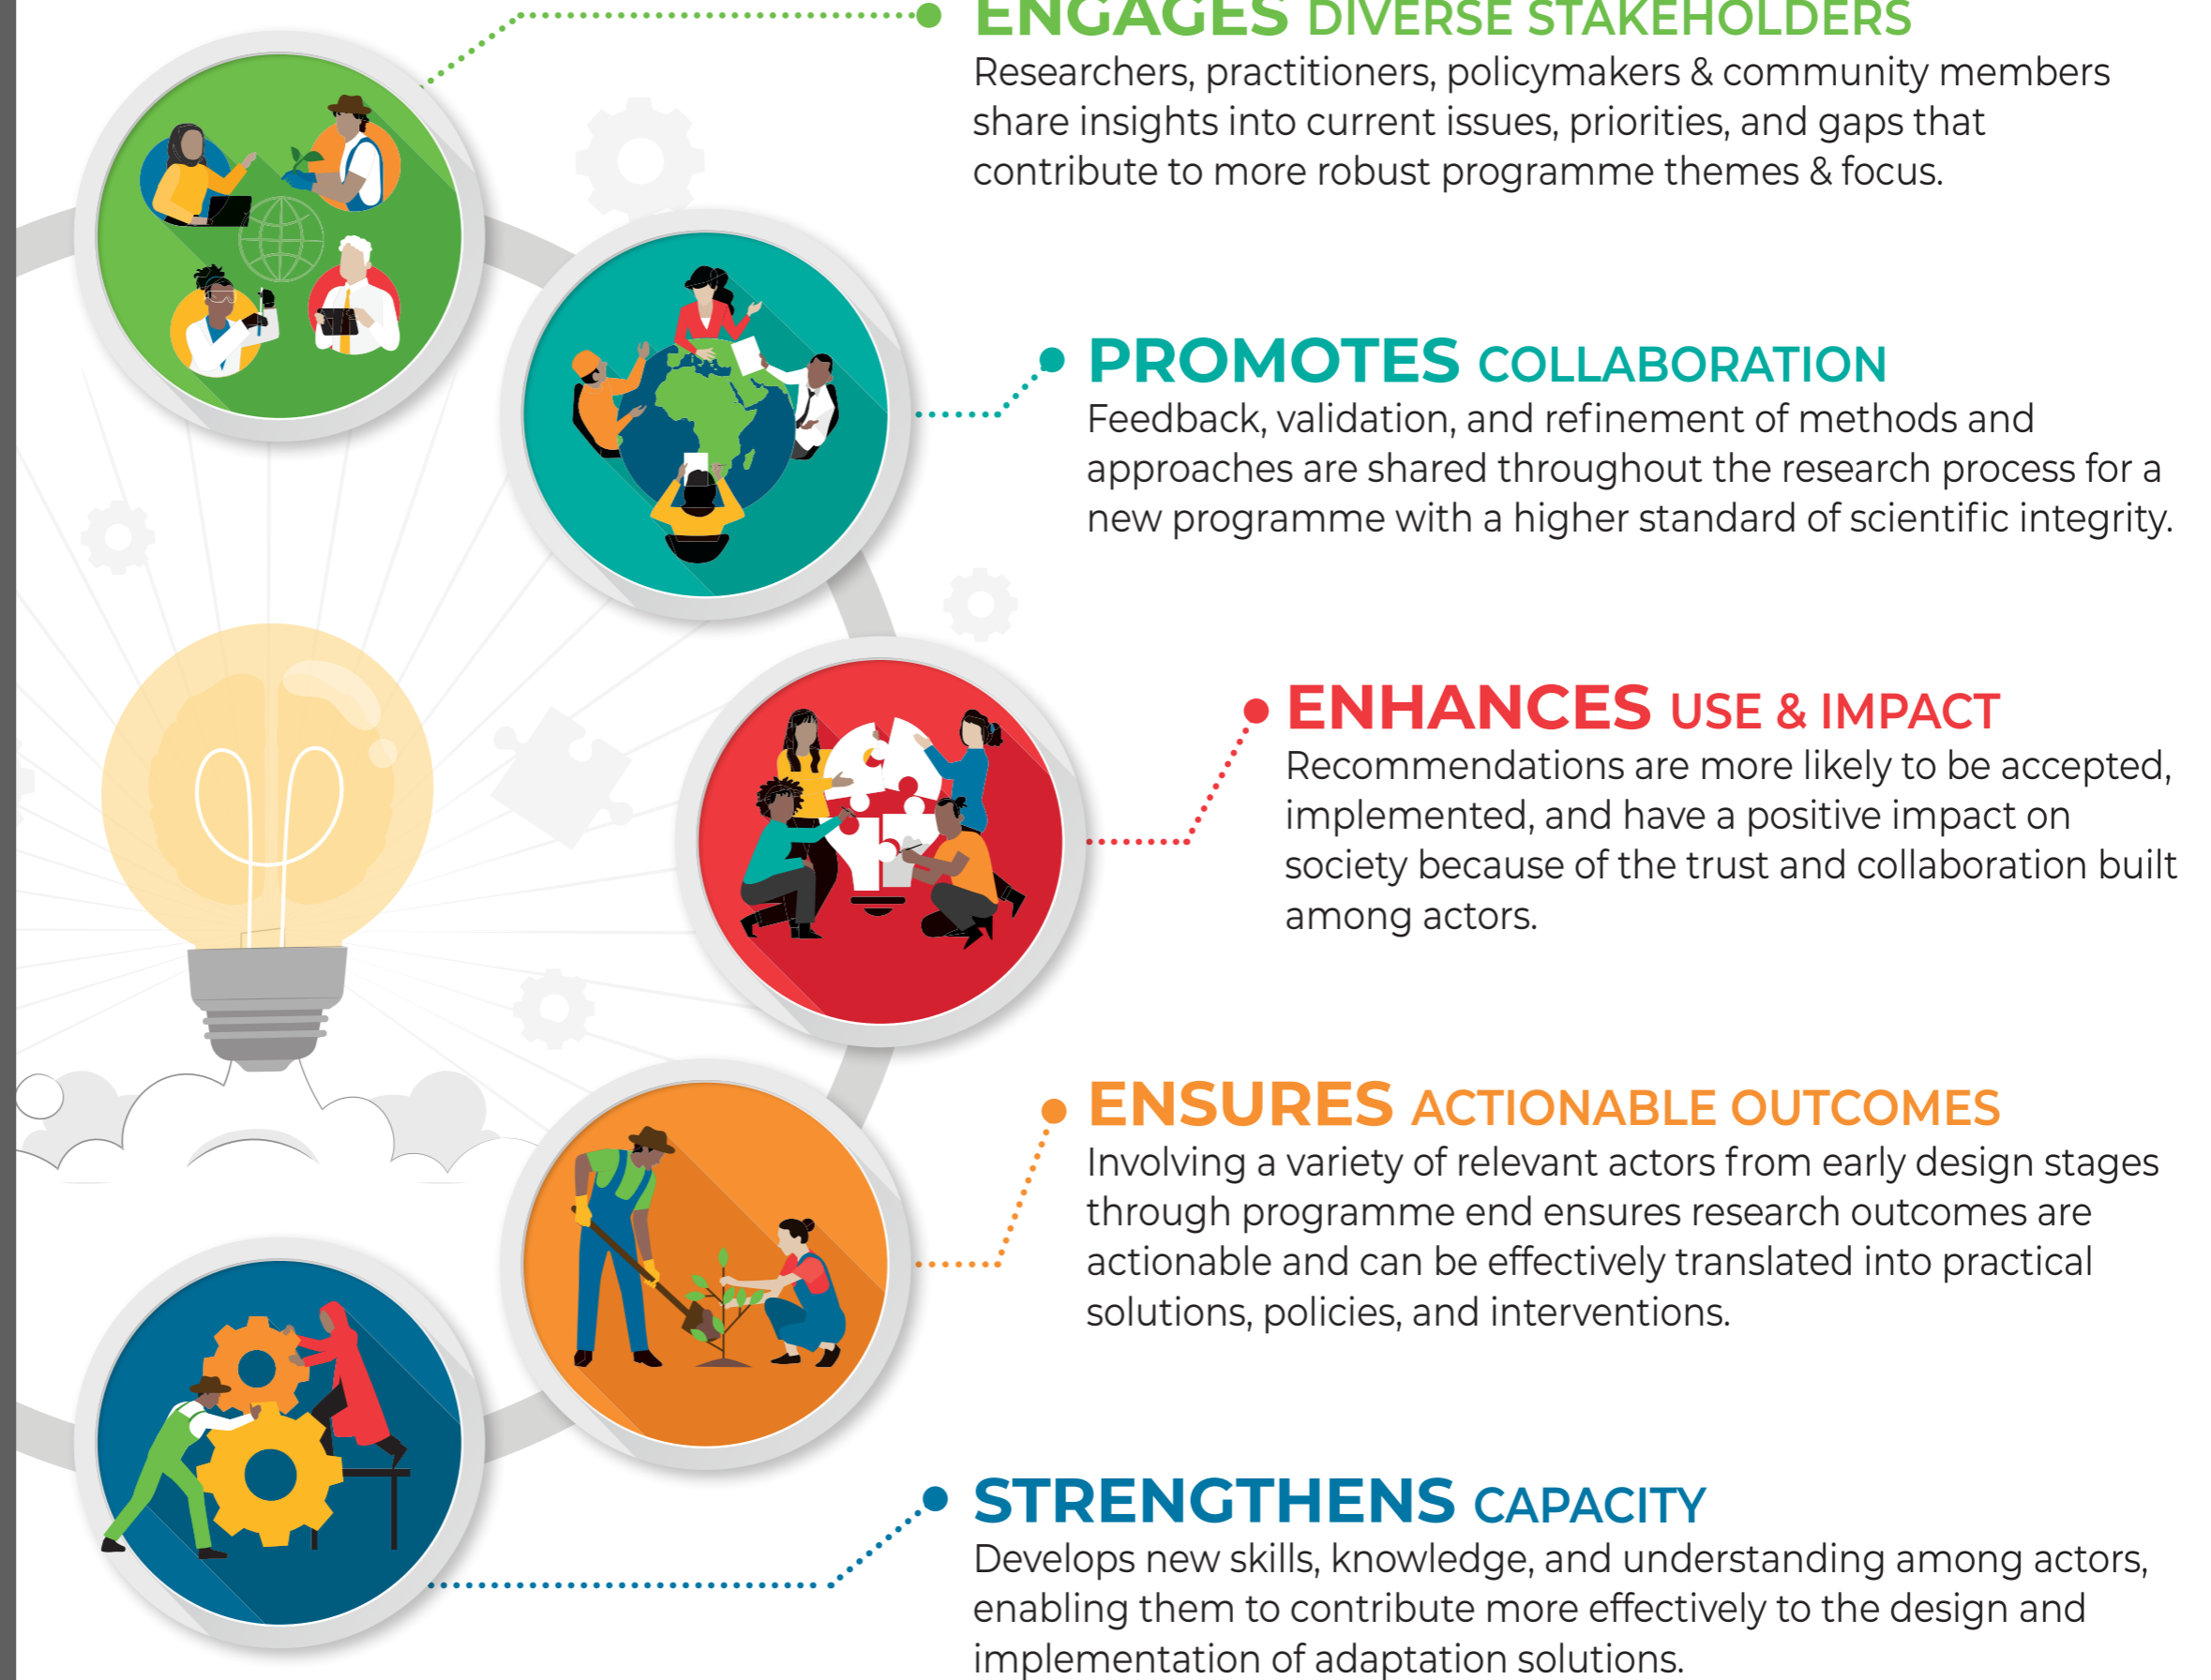 ENGAGES DIVERSE STAKEHOLDERS
Researchers, practitioners, policymakers & community members
share insights into current issues, priorities, and gaps that
contribute to more robust programme themes & focus.
PROMOTES COLLABORATION
Feedback, validation, and refinement of methods and
approaches are shared throughout the research process for a
new programme with a higher standard of scientific integrity.
ENHANCES USE & IMPACT
Recommendations are more likely to be accepted,
implemented, and have a positive impact on
society because of the trust and collaboration built
among actors.
ENSURES ACTIONABLE OUTCOMES
Involving a variety of relevant actors from early design stages
through programme end ensures research outcomes are
actionable and can be effectively translated into practical
solutions, policies, and interventions.
STRENGTHENS CAPACITY
Develops new skills, knowledge, and understanding among actors,
enabling them to contribute more effectively to the design and
implementation of adaptation solutions.